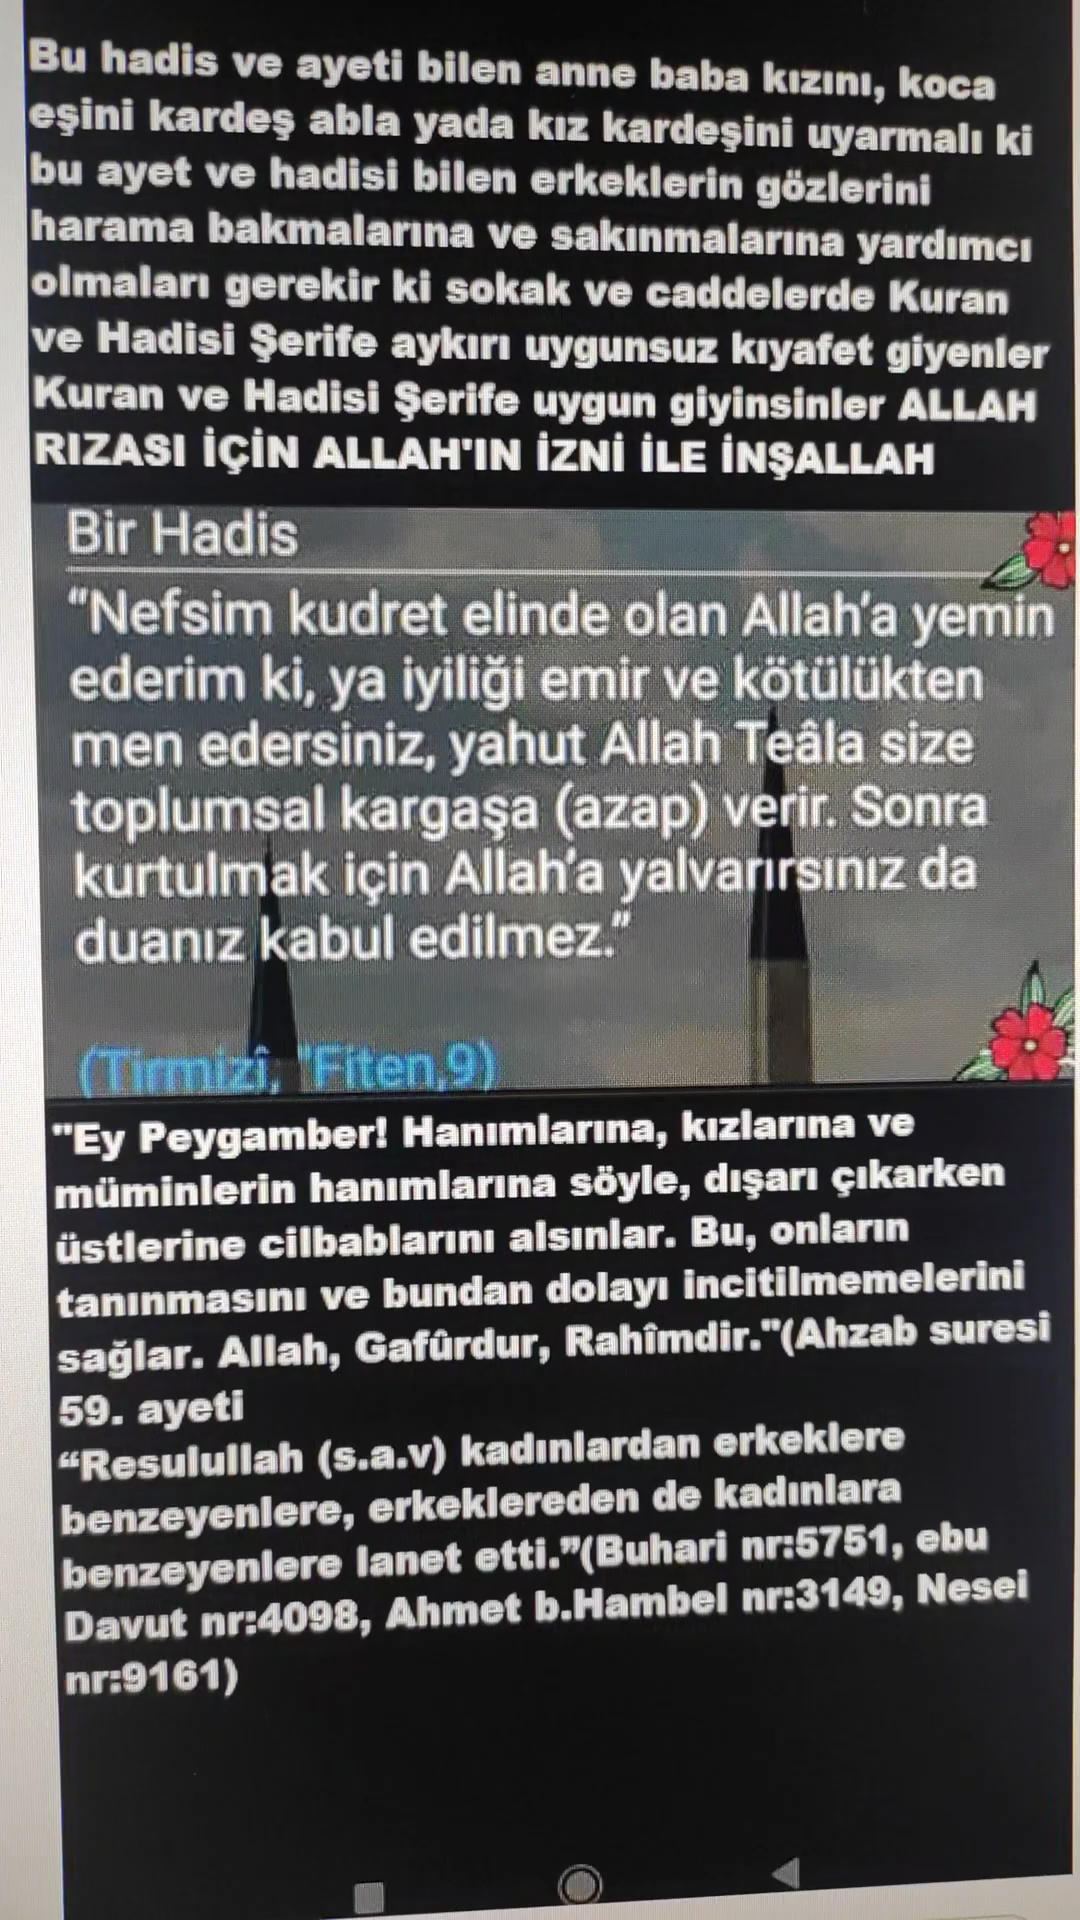 Bu hadis ve ayeti bilen anne baba kızını, koca
eşini kardeş abla yada kız kardeşini uyarmalı ki
bu ayet ve hadisi bilen erkeklerin gözlerini
harama bakmalarına ve sakınmalarına yardımcı
olmaları gerekir ki sokak ve caddelerde Kuran
ve Hadisi Şerife aykırı uygunsuz kıyafet giyenler
Kuran ve Hadisi Şerife uygun giyinsinler ALLAH
RIZASI İÇİN ALLAH'IN İZNİ İLE İNŞALLAH
Bir Hadis
“Nefsim kudret elinde olan Allah’a yemin
ederim ki, ya iyiliği emir ve kötülükten
men edersiniz, yahut Allah Teâla size
toplumsal kargaşa (azap) verir. Sonra
kurtulmak için Allah’a yalvarırsınız da
duanız kabul edilmez.”
(Tirmizî, "Fiten,9)
"Ey Peygamber! Hanımlarına, kızlarına ve
müminlerin hanımlarına söyle, dışarı çıkarken
üstlerine cilbablarını alsınlar. Bu, onların
tanınmasını ve bundan dolayı incitilmemelerini
sağlar. Allah, Gafûrdur, Rahîmdir."(Ahzab suresi
59. ayeti
“Resulullah (s.a.v) kadınlardan erkeklere
benzeyenlere, erkeklereden de kadınlara
benzeyenlere lanet etti.”(Buhari nr:5751, ebu
Davut nr:4098, Ahmet b.Hambel nr:3149, Nesei
nr:9161)